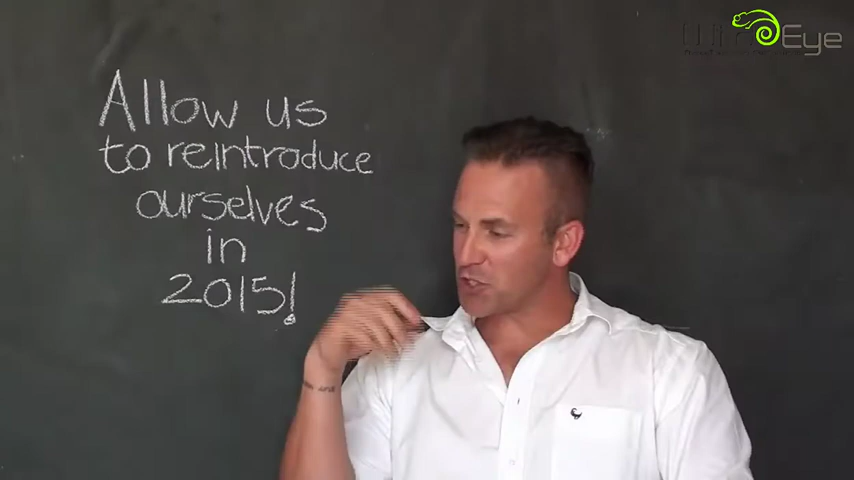 Eye
Allow us
to reintroduce
ourselves
in
2015!